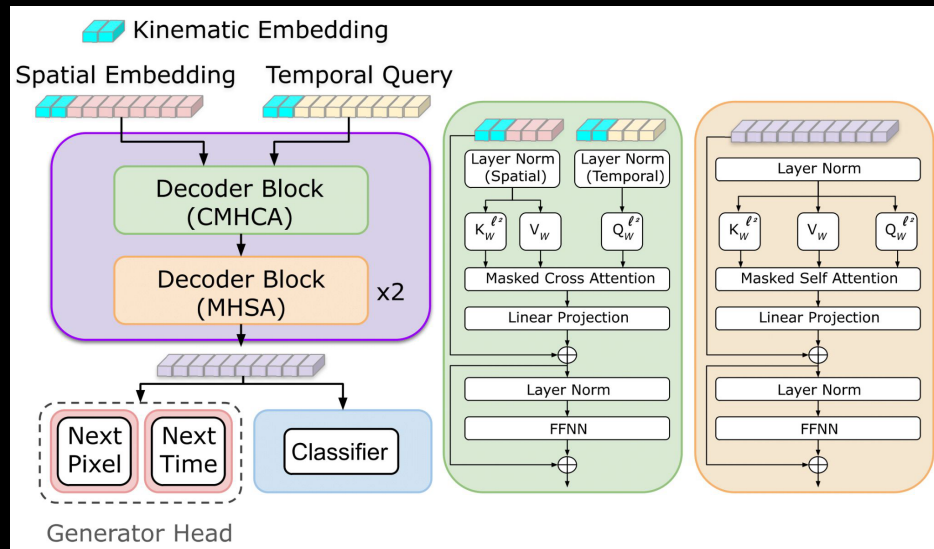 Kinematic Embedding
Spatial Embedding
Temporal Query
Decoder Block
(CMHCA)
Decoder Block
(MHSA)
x2
Next
Pixel
Next
Time
Classifier
Generator Head
Layer Norm
(Spatial)
Layer Norm
(Temporal)
K_W^ℓ²
V_W
Q_W^ℓ²
Masked Cross Attention
Linear Projection
Layer Norm
FFNN
Layer Norm
K_W^ℓ²
V_W
Q_W^ℓ²
Masked Self Attention
Linear Projection
Layer Norm
FFNN